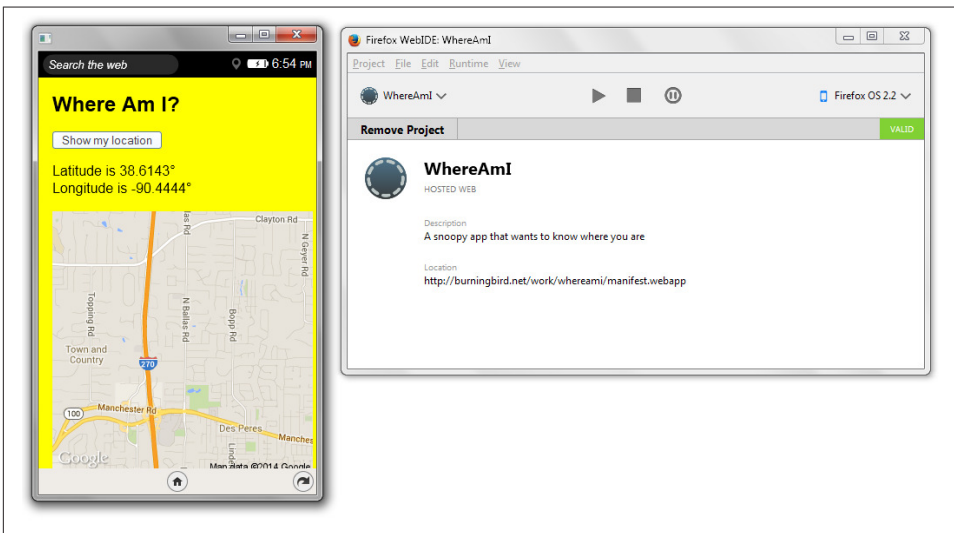 Search the web 6:54 PM
Where Am I?
Show my location
Latitude is 38.6143°
Longitude is -90.4444°
as Rd
Clayton Rd
N Geyer Rd
Topping Rd
N Ballas Rd
Bopp Rd
Town and
Country
270
100
Manchester Rd
Des Peres
Manches
Linde
Google
Map data ©2014 Google
Firefox WebIDE: WhereAmI
Project File Edit Runtime View
WhereAmI Firefox OS 2.2
Remove Project VALID
WhereAmI
HOSTED WEB
Description
A snoopy app that wants to know where you are
Location
http://burningbird.net/work/whereami/manifest.webapp